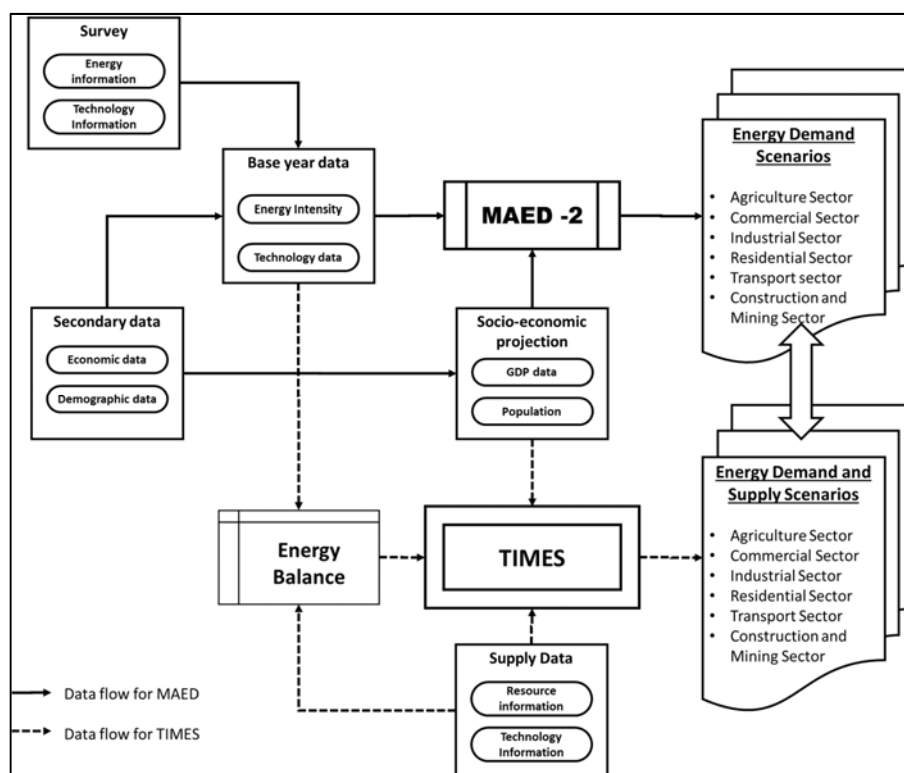 Survey
Energy
information
Technology
Information
Base year data
Energy Intensity
Technology data
MAED -2
Energy Demand
Scenarios
• Agriculture Sector
• Commercial Sector
• Industrial Sector
• Residential Sector
• Transport sector
• Construction and
Mining Sector
Secondary data
Economic data
Demographic data
Socio-economic
projection
GDP data
Population
Energy
Balance
TIMES
Energy Demand and
Supply Scenarios
• Agriculture Sector
• Commercial Sector
• Industrial Sector
• Residential Sector
• Transport Sector
• Construction and
Mining Sector
Supply Data
Resource
information
Technology
Information
Data flow for MAED
Data flow for TIMES